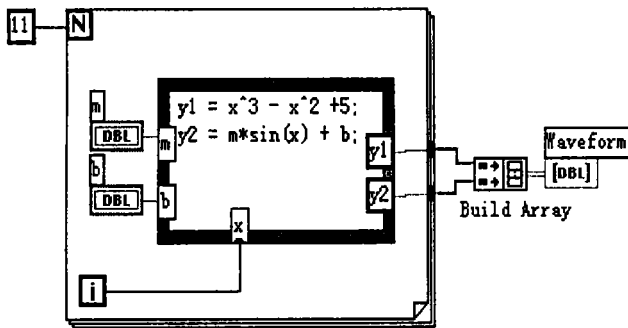 11
N
m
DBL
b
DBL
y1 = x^3 - x^2 +5;
y2 = m*sin(x) + b;
m
b
x
y1
y2
i
m→
m→
Build Array
Waveform
[DBL]